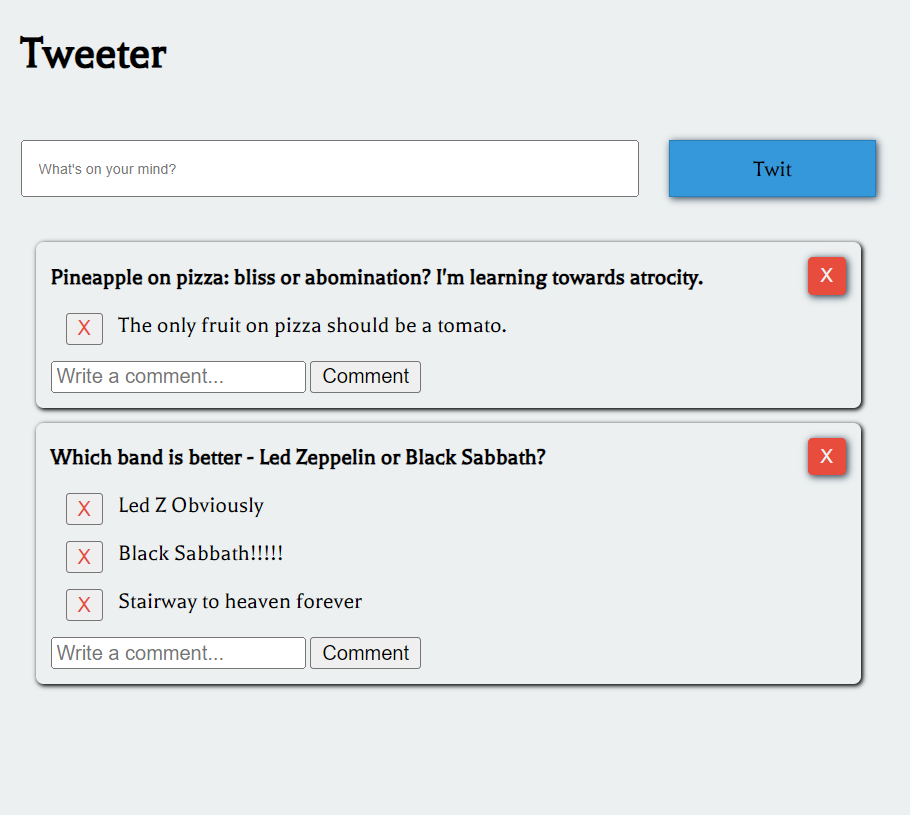 Tweeter
What's on your mind?
Twit
Pineapple on pizza: bliss or abomination? I'm learning towards atrocity.
X
X
The only fruit on pizza should be a tomato.
Write a comment...
Comment
Which band is better - Led Zeppelin or Black Sabbath?
X
X
Led Z Obviously
X
Black Sabbath!!!!!
X
Stairway to heaven forever
Write a comment...
Comment